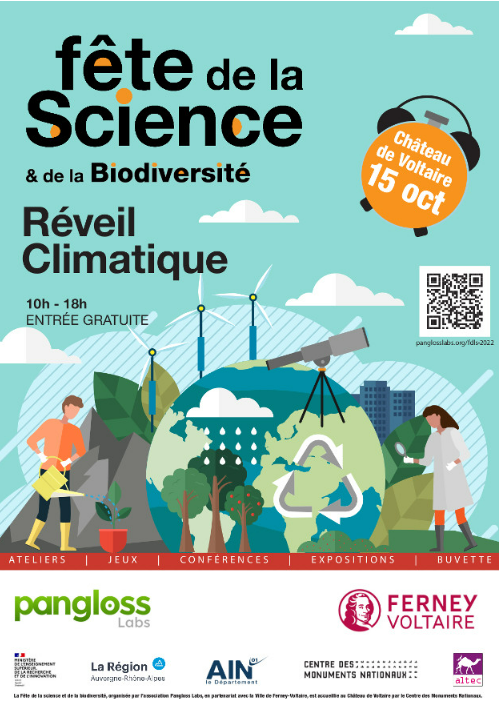 fête de la
Science
& de la Biodiversité
Château
de Voltaire
15 oct
Réveil
Climatique
10h - 18h
ENTRÉE GRATUITE
panglosslabs.org/fdls-2022
ATELIERS | JEUX | CONFÉRENCES | EXPOSITIONS | BUVETTE
pangloss
Labs
FERNEY
VOLTAIRE
MINISTÈRE
DE L'ENSEIGNEMENT
SUPÉRIEUR,
DE LA RECHERCHE
ET DE L'INNOVATION
La Région
Auvergne-Rhône-Alpes
AIN 01
le Département
CENTRE DES
MONUMENTS NATIONAUX
altec
La Fête de la science et de la biodiversité, organisée par l'association Pangloss Labs, en partenariat avec la Ville de Ferney-Voltaire, est accueillie au Château de Voltaire par le Centre des Monuments Nationaux.